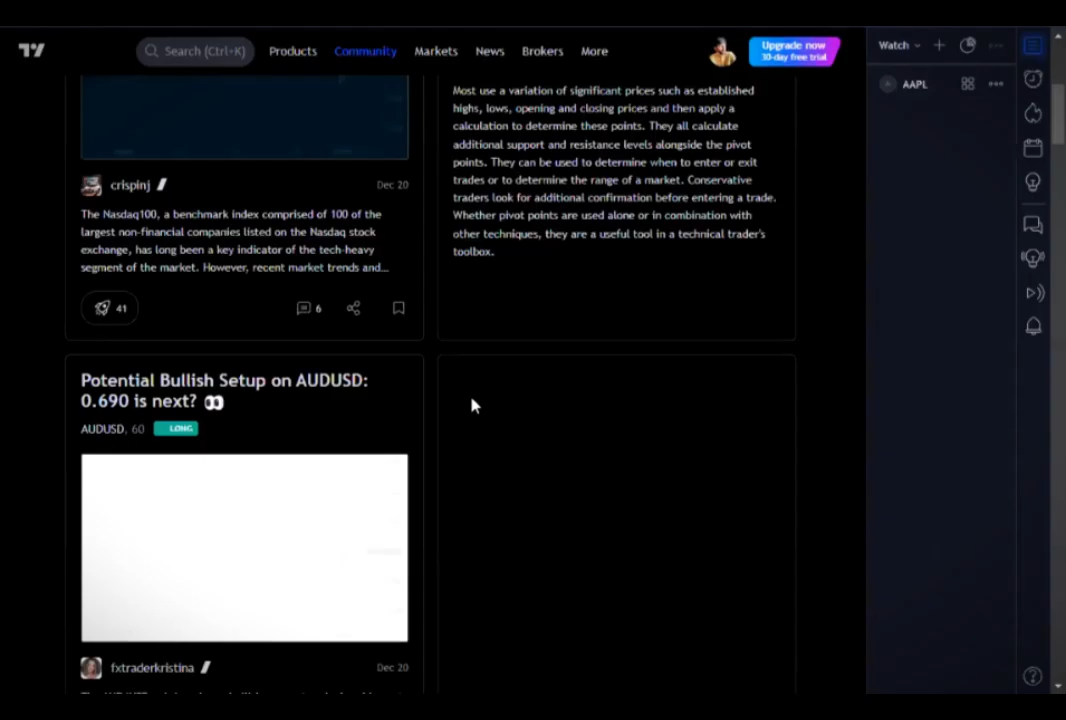 Search (Ctrl+K)
Products
Community
Markets
News
Brokers
More
Upgrade now
30-day free trial
Watch
AAPL
crispinj
Dec 20
The Nasdaq100, a benchmark index comprised of 100 of the
largest non-financial companies listed on the Nasdaq stock
exchange, has long been a key indicator of the tech-heavy
segment of the market. However, recent market trends and...
41
6
Most use a variation of significant prices such as established
highs, lows, opening and closing prices and then apply a
calculation to determine these points. They all calculate
additional support and resistance levels alongside the pivot
points. They can be used to determine when to enter or exit
trades or to determine the range of a market. Conservative
traders look for additional confirmation before entering a trade.
Whether pivot points are used alone or in combination with
other techniques, they are a useful tool in a technical trader's
toolbox.
Potential Bullish Setup on AUDUSD:
0.690 is next? 👀
AUDUSD, 60
LONG
fxtraderkristina
Dec 20